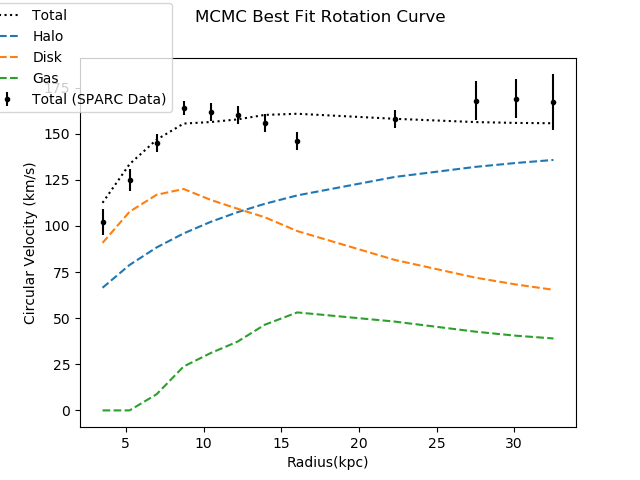 MCMC Best Fit Rotation Curve
Total
Halo
Disk
Gas
Total (SPARC Data)
175
150
125
100
75
50
25
0
Circular Velocity (km/s)
5
10
15
20
25
30
Radius(kpc)